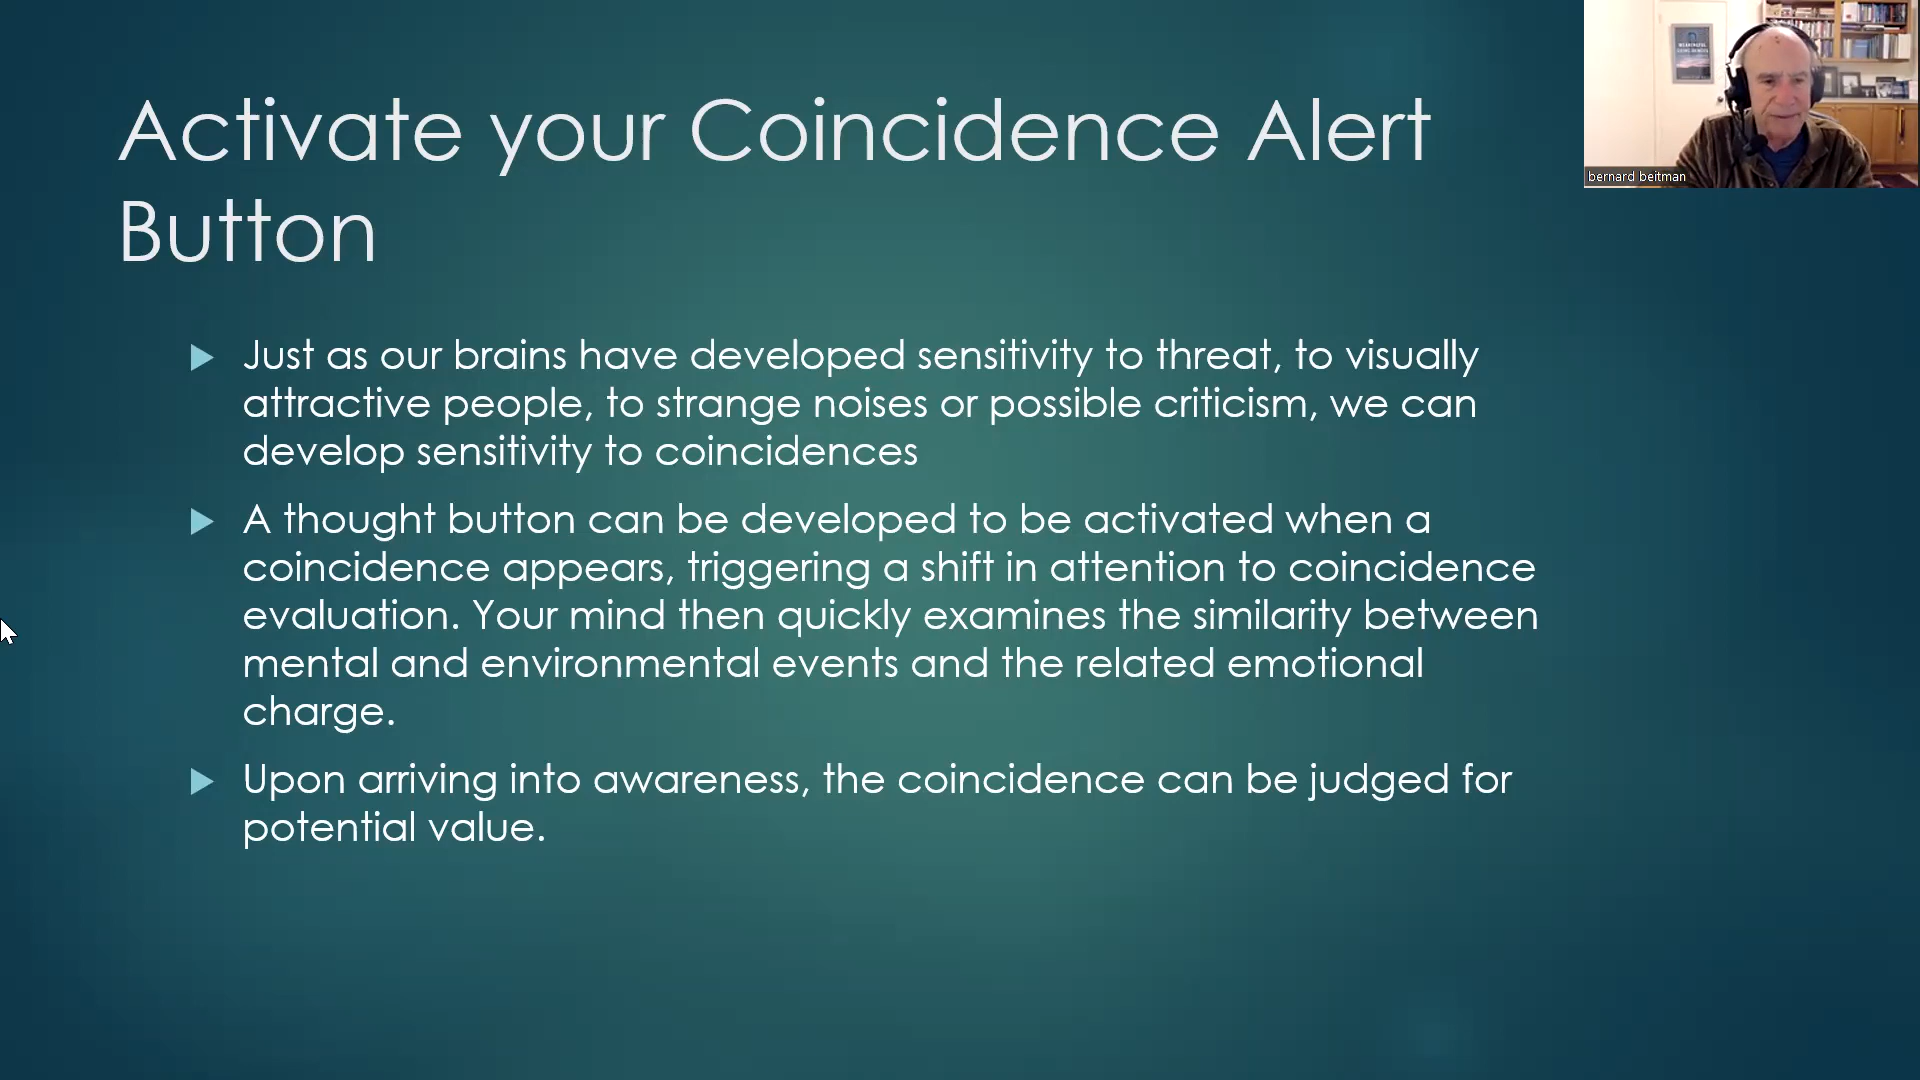 Activate your Coincidence Alert
Button
Just as our brains have developed sensitivity to threat, to visually
attractive people, to strange noises or possible criticism, we can
develop sensitivity to coincidences
A thought button can be developed to be activated when a
coincidence appears, triggering a shift in attention to coincidence
evaluation. Your mind then quickly examines the similarity between
mental and environmental events and the related emotional
charge.
Upon arriving into awareness, the coincidence can be judged for
potential value.
bernard beitman